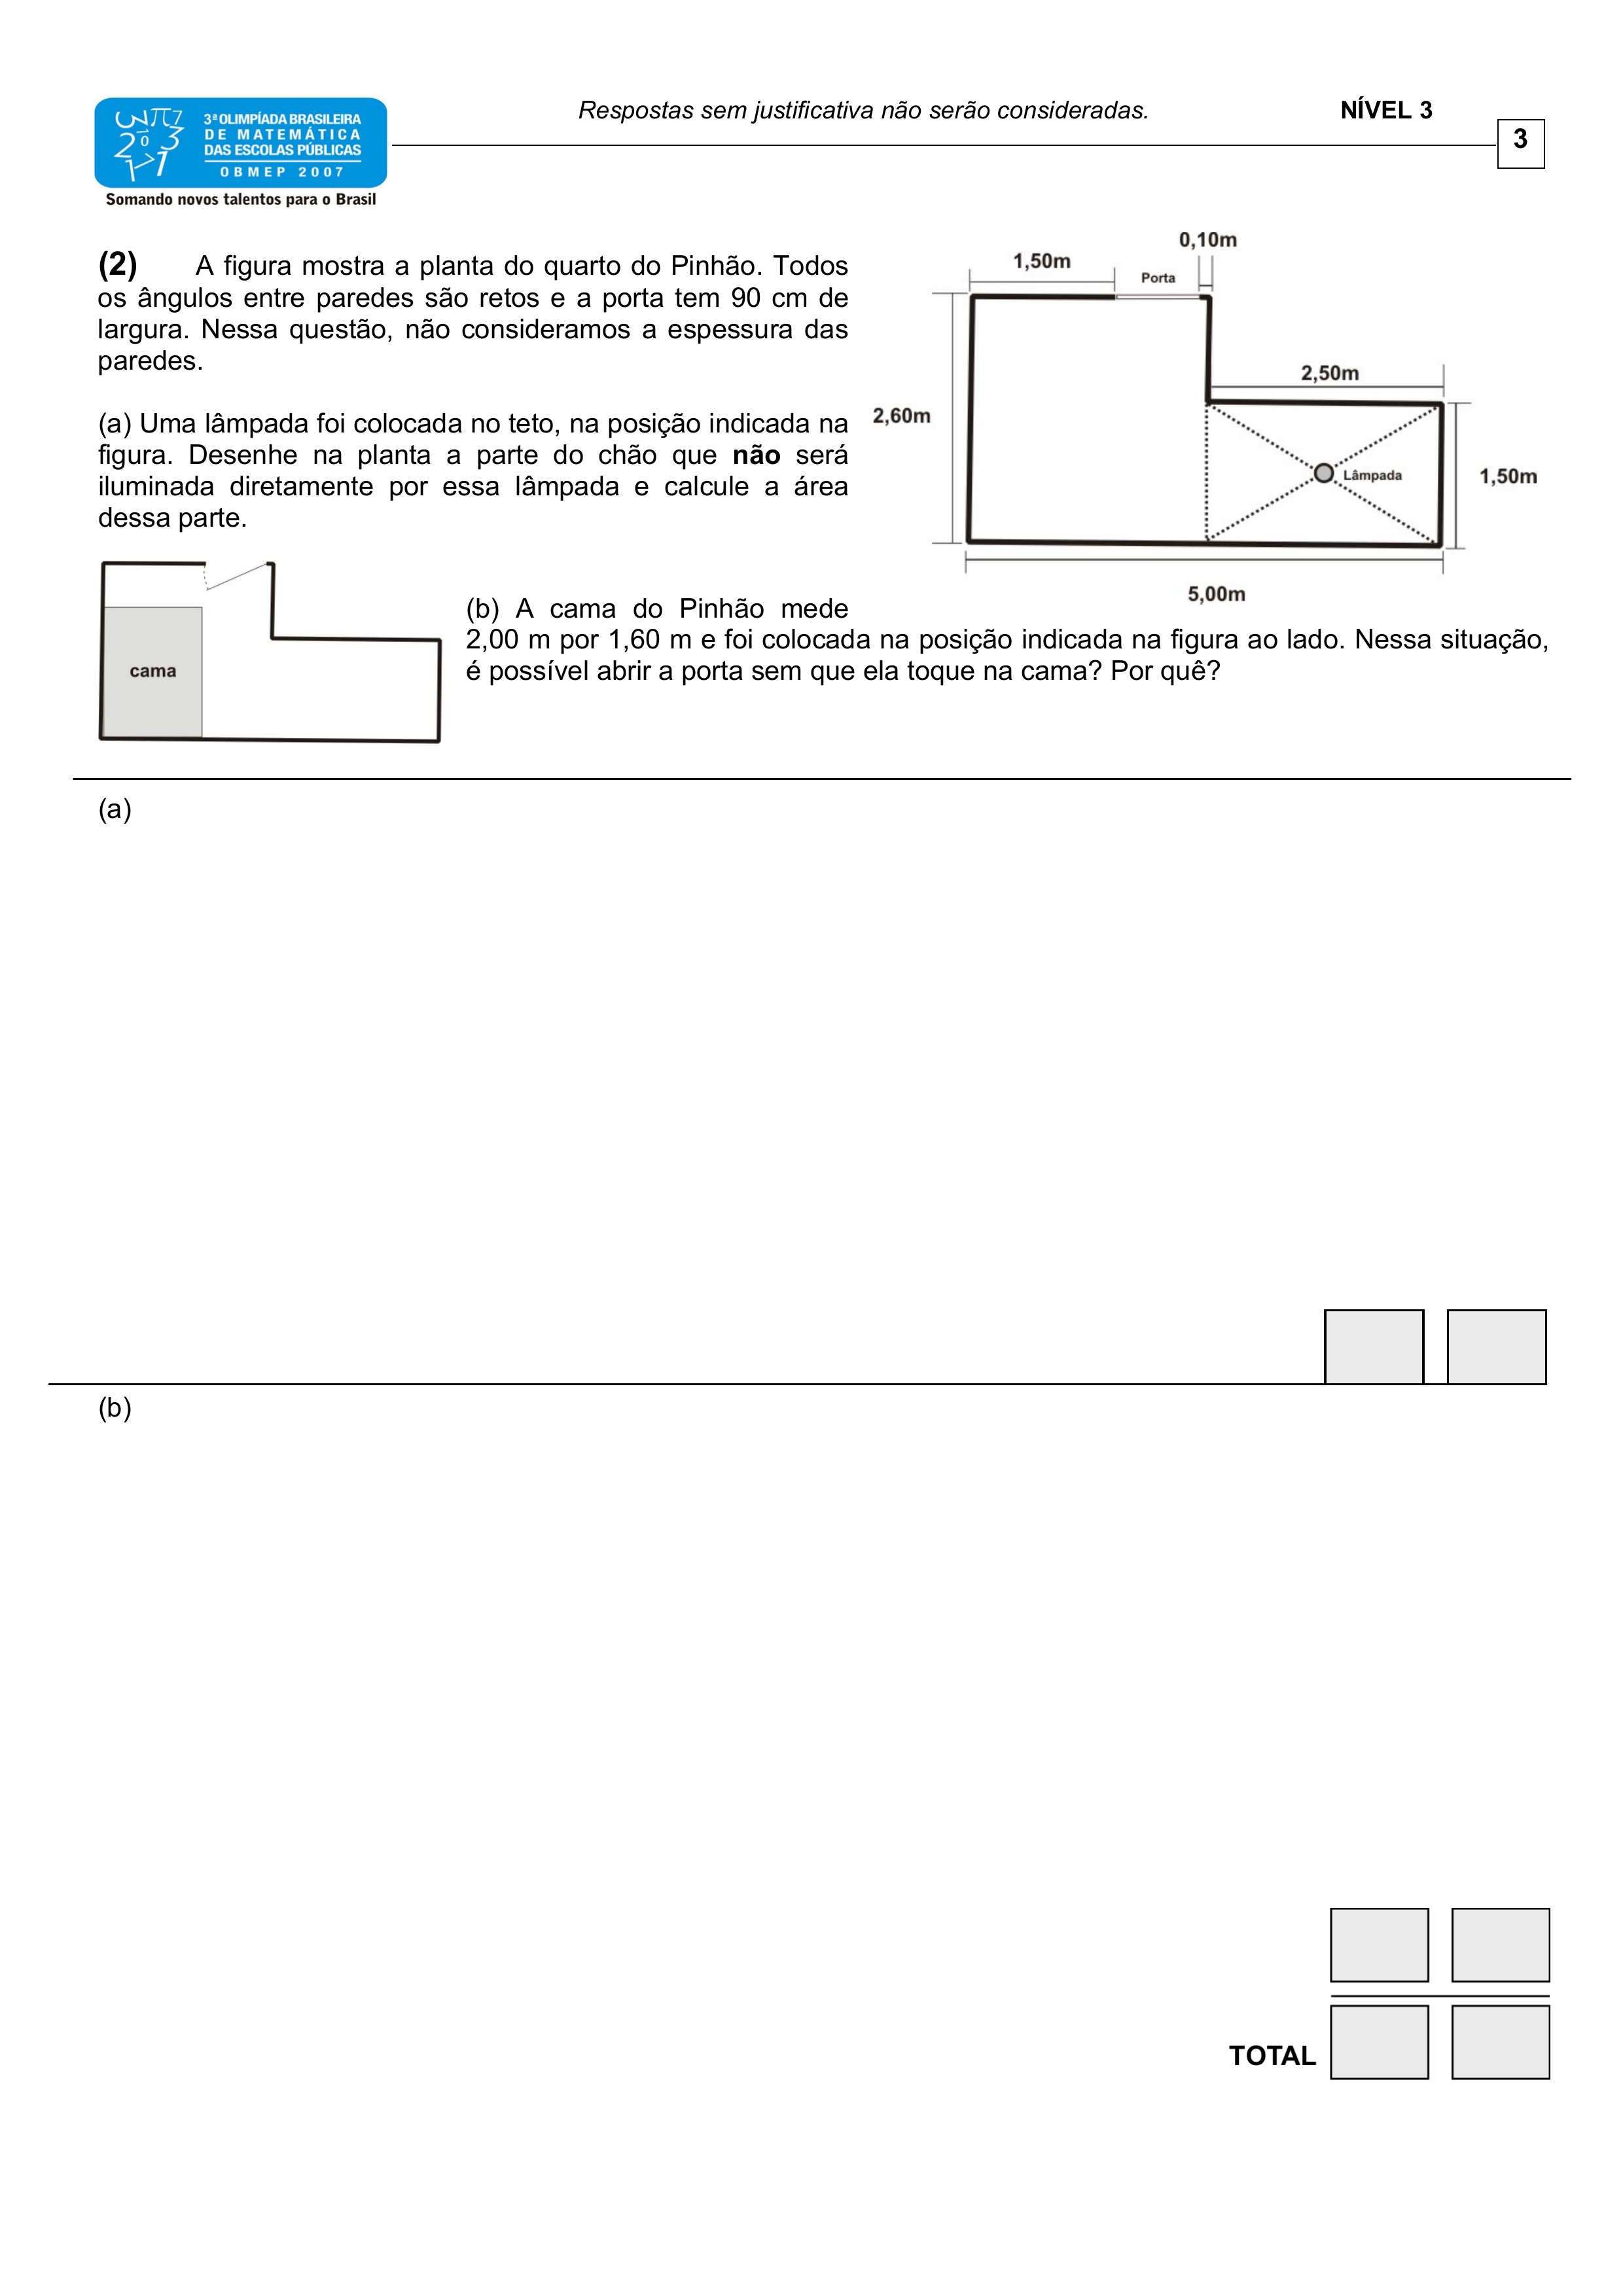 3ª OLIMPÍADA BRASILEIRA
DE MATEMÁTICA
DAS ESCOLAS PÚBLICAS
OBMEP 2007
Somando novos talentos para o Brasil
Respostas sem justificativa não serão consideradas.
NÍVEL 3
3
(2) A figura mostra a planta do quarto do Pinhão. Todos
os ângulos entre paredes são retos e a porta tem 90 cm de
largura. Nessa questão, não consideramos a espessura das
paredes.
(a) Uma lâmpada foi colocada no teto, na posição indicada na
figura. Desenhe na planta a parte do chão que não será
iluminada diretamente por essa lâmpada e calcule a área
dessa parte.
0,10m
1,50m
Porta
2,50m
2,60m
Lâmpada
1,50m
5,00m
cama
(b) A cama do Pinhão mede
2,00 m por 1,60 m e foi colocada na posição indicada na figura ao lado. Nessa situação,
é possível abrir a porta sem que ela toque na cama? Por quê?
(a)
(b)
TOTAL